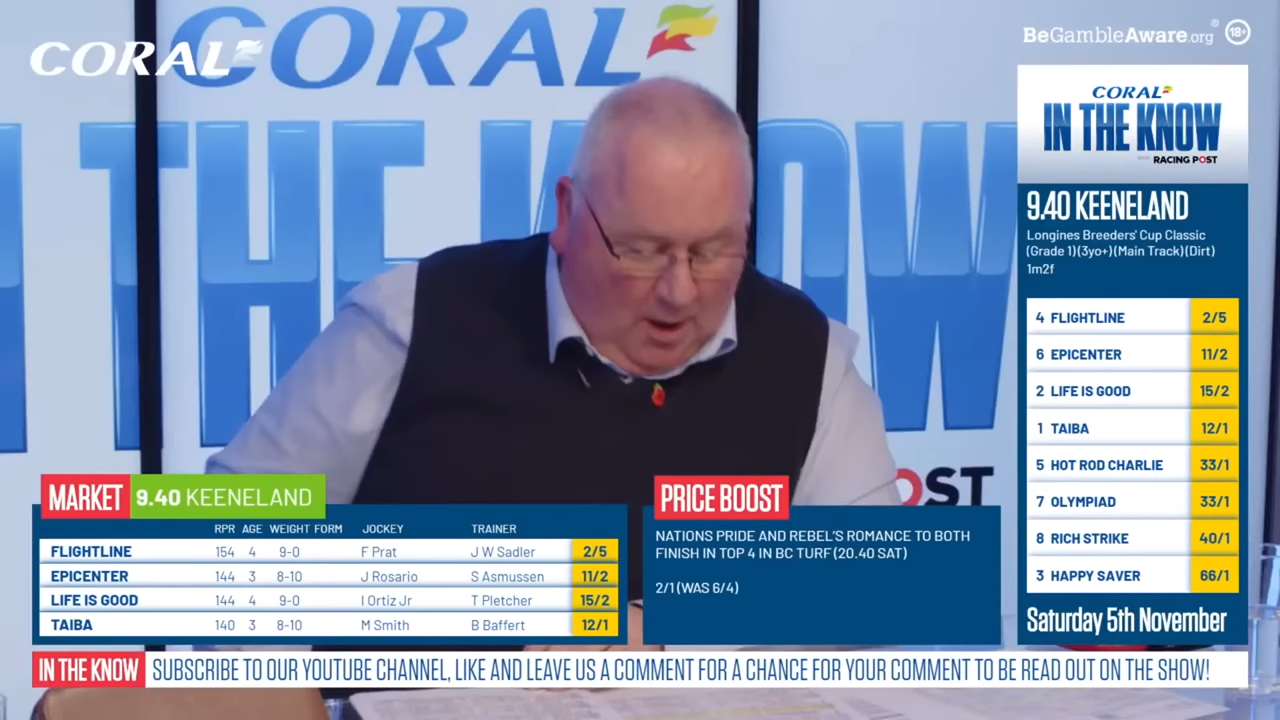 CORAL
CORAL
THE KNOW
OST
BeGambleAware.org® 18+
CORAL
IN THE KNOW
WITH RACING POST
9.40 KEENELAND
Longines Breeders' Cup Classic
(Grade 1)(3yo+)(Main Track)(Dirt)
1m2f
4 FLIGHTLINE 2/5
6 EPICENTER 11/2
2 LIFE IS GOOD 15/2
1 TAIBA 12/1
5 HOT ROD CHARLIE 33/1
7 OLYMPIAD 33/1
8 RICH STRIKE 40/1
3 HAPPY SAVER 66/1
Saturday 5th November
MARKET 9.40 KEENELAND
RPR AGE WEIGHT FORM JOCKEY TRAINER
FLIGHTLINE 154 4 9-0 F Prat J W Sadler 2/5
EPICENTER 144 3 8-10 J Rosario S Asmussen 11/2
LIFE IS GOOD 144 4 9-0 I Ortiz Jr T Pletcher 15/2
TAIBA 140 3 8-10 M Smith B Baffert 12/1
PRICE BOOST
NATIONS PRIDE AND REBEL'S ROMANCE TO BOTH
FINISH IN TOP 4 IN BC TURF (20.40 SAT)
2/1 (WAS 6/4)
IN THE KNOW SUBSCRIBE TO OUR YOUTUBE CHANNEL, LIKE AND LEAVE US A COMMENT FOR A CHANCE FOR YOUR COMMENT TO BE READ OUT ON THE SHOW!